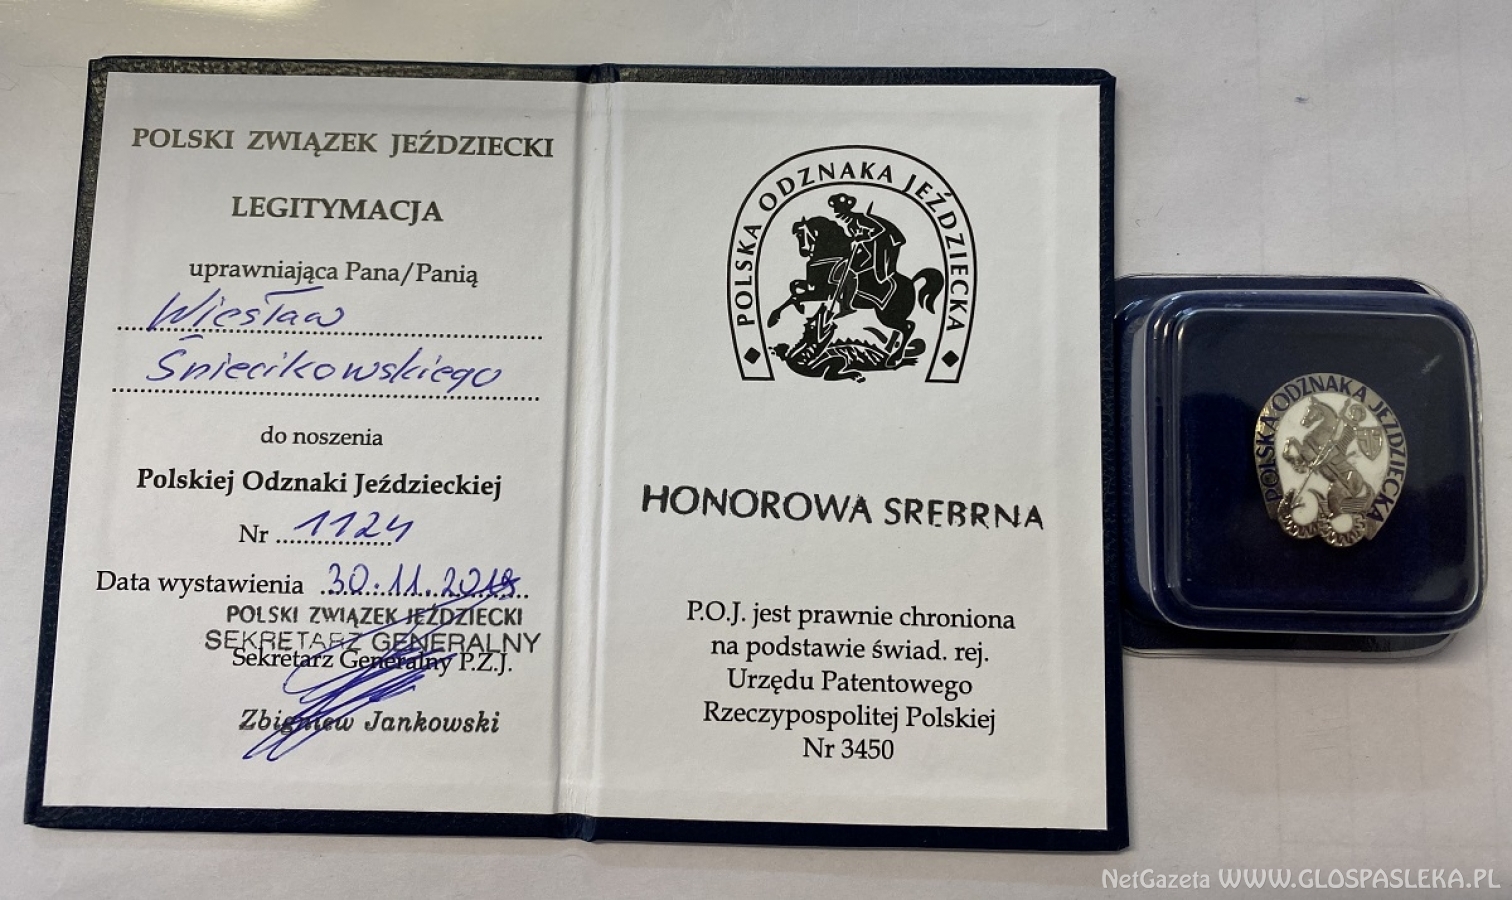 POLSKI ZWIĄZEK JEŹDZIECKI
LEGITYMACJA
uprawniająca Pana/Panią
Wiesław
Śniecikowskiego
do noszenia
Polskiej Odznaki Jeździeckiej
Nr 1124
Data wystawienia 30.11.2018
POLSKI ZWIĄZEK JEŹDZIECKI
SEKRETARZ GENERALNY
Sekretarz Generalny P.Z.J.
Zbigniew Jankowski
POLSKA ODZNAKA JEŹDZIECKA
HONOROWA SREBRNA
P.O.J. jest prawnie chroniona
na podstawie świad. rej.
Urzędu Patentowego
Rzeczypospolitej Polskiej
Nr 3450
POLSKA ODZNAKA JEŹDZIECKA
NetGazeta WWW.GLOSPASLEKA.PL